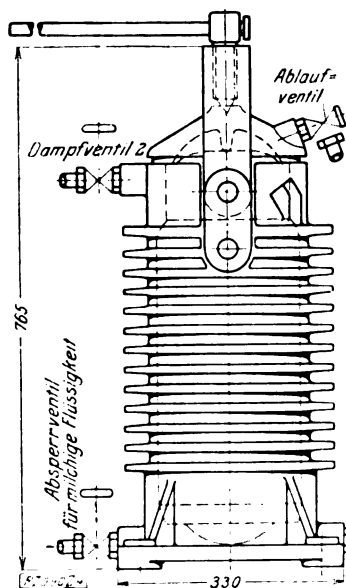 Ablauf=
ventil
Dampfventil 2
765
Absperrventil
für milchige Flüssigkeit
330